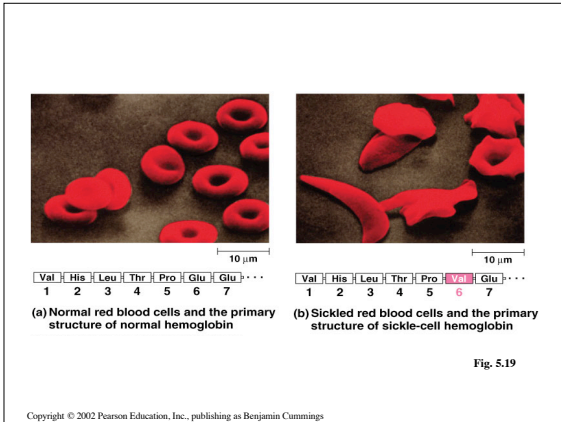 10 µm
Val His Leu Thr Pro Glu Glu · · ·
1 2 3 4 5 6 7
(a) Normal red blood cells and the primary
structure of normal hemoglobin
10 µm
Val His Leu Thr Pro Val Glu · · ·
1 2 3 4 5 6 7
(b) Sickled red blood cells and the primary
structure of sickle-cell hemoglobin
Fig. 5.19
Copyright © 2002 Pearson Education, Inc., publishing as Benjamin Cummings